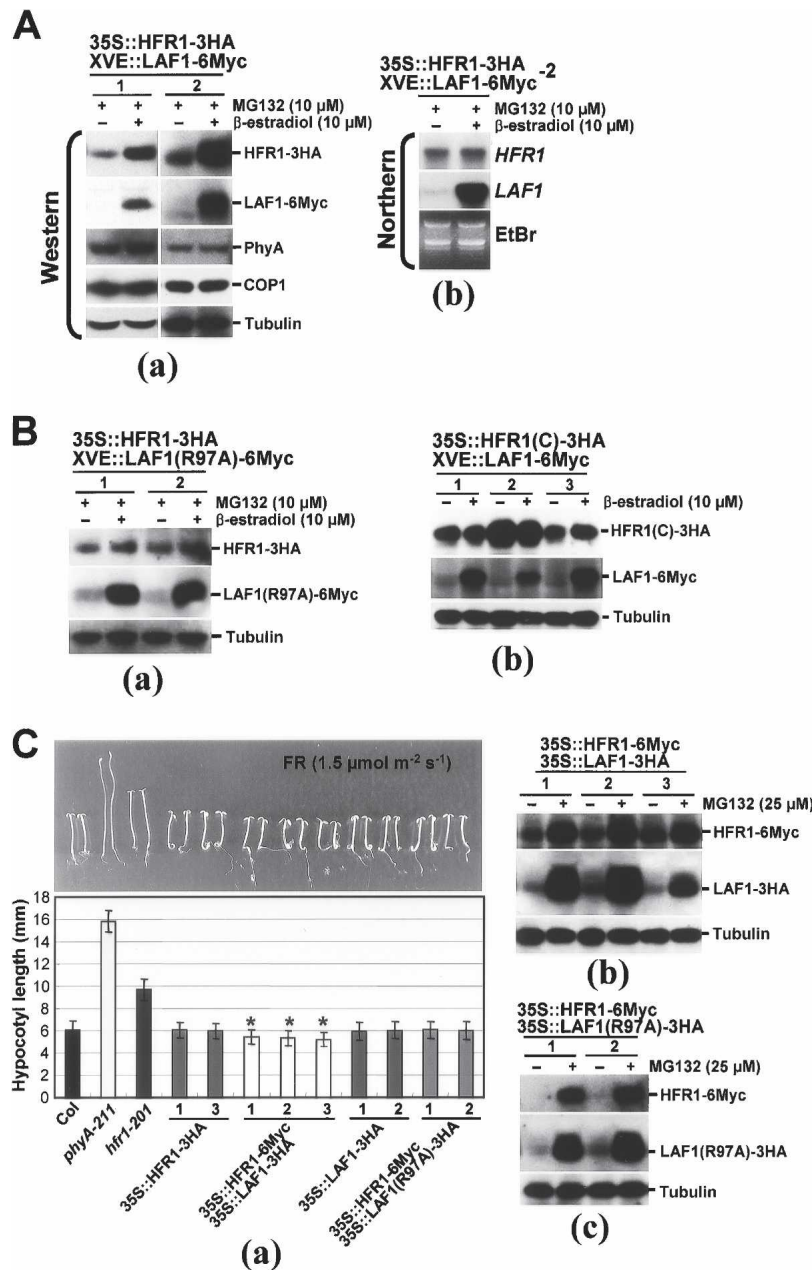 A
35S::HFR1-3HA
XVE::LAF1-6Myc
1 2
+ + + + MG132 (10 µM)
– + – + β-estradiol (10 µM)
HFR1-3HA
LAF1-6Myc
PhyA
COP1
Tubulin
Western
(a)
35S::HFR1-3HA
XVE::LAF1-6Myc -2
+ + MG132 (10 µM)
– + β-estradiol (10 µM)
HFR1
LAF1
EtBr
Northern
(b)
B
35S::HFR1-3HA
XVE::LAF1(R97A)-6Myc
1 2
+ + + + MG132 (10 µM)
– + – + β-estradiol (10 µM)
HFR1-3HA
LAF1(R97A)-6Myc
Tubulin
(a)
35S::HFR1(C)-3HA
XVE::LAF1-6Myc
1 2 3
– + – + – + β-estradiol (10 µM)
HFR1(C)-3HA
LAF1-6Myc
Tubulin
(b)
C
FR (1.5 µmol m-2 s-1)
Hypocotyl length (mm)
18
16
14
12
10
8
6
4
2
0
* * *
Col
phyA-211
hfr1-201
1 3 1 2 3 1 2 1 2
35S::HFR1-3HA
35S::HFR1-6Myc
35S::LAF1-3HA
35S::LAF1-3HA
35S::HFR1-6Myc
35S::LAF1(R97A)-3HA
(a)
35S::HFR1-6Myc
35S::LAF1-3HA
1 2 3
– + – + – + MG132 (25 µM)
HFR1-6Myc
LAF1-3HA
Tubulin
(b)
35S::HFR1-6Myc
35S::LAF1(R97A)-3HA
1 2
– + – + MG132 (25 µM)
HFR1-6Myc
LAF1(R97A)-3HA
Tubulin
(c)